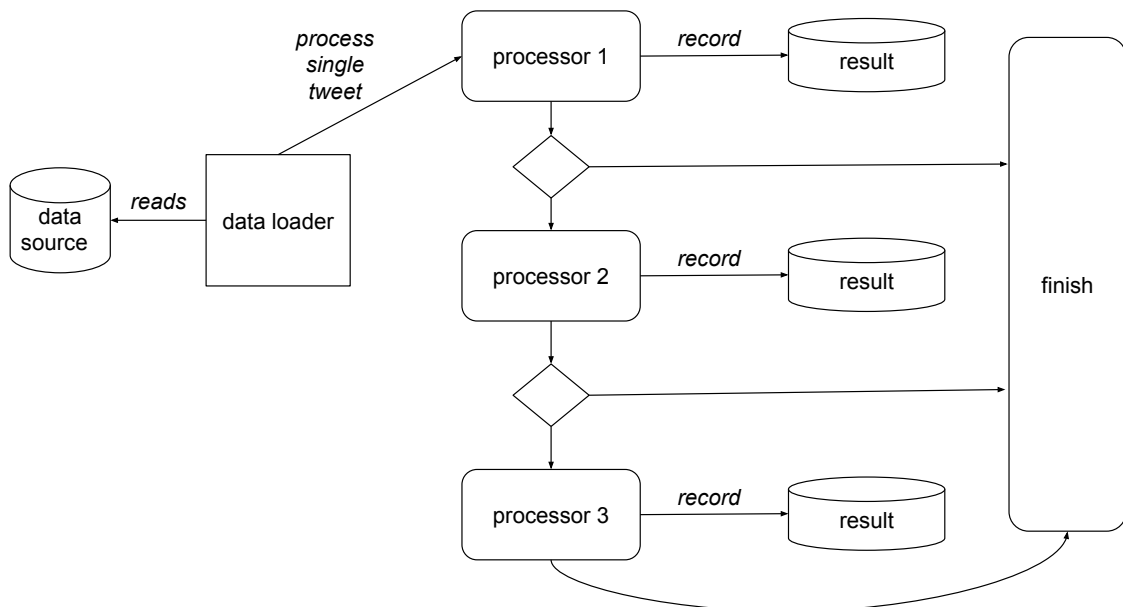 process
single
tweet
processor 1
record
result
data
source
reads
data loader
processor 2
record
result
finish
processor 3
record
result